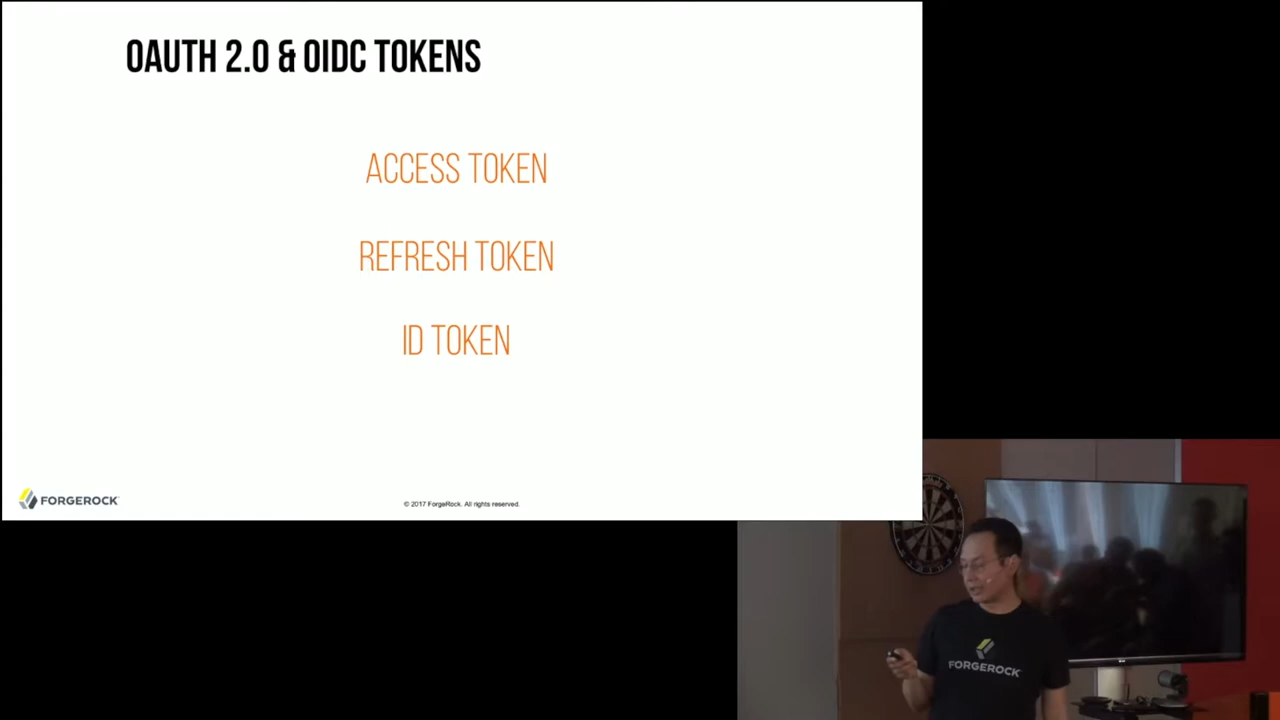 OAUTH 2.0 & OIDC TOKENS
ACCESS TOKEN
REFRESH TOKEN
ID TOKEN
FORGEROCK
© 2017 ForgeRock. All rights reserved.
FORGEROCK